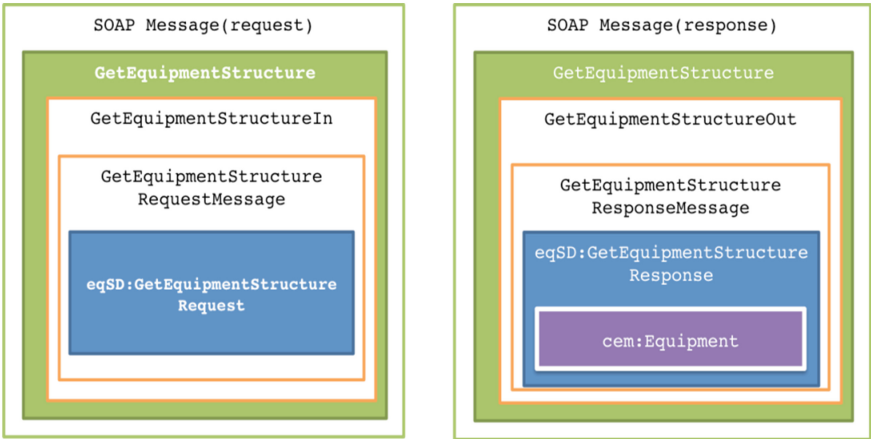 SOAP Message(request)
GetEquipmentStructure
GetEquipmentStructureIn
GetEquipmentStructure
RequestMessage
eqSD:GetEquipmentStructure
Request
SOAP Message(response)
GetEquipmentStructure
GetEquipmentStructureOut
GetEquipmentStructure
ResponseMessage
eqSD:GetEquipmentStructure
Response
cem:Equipment